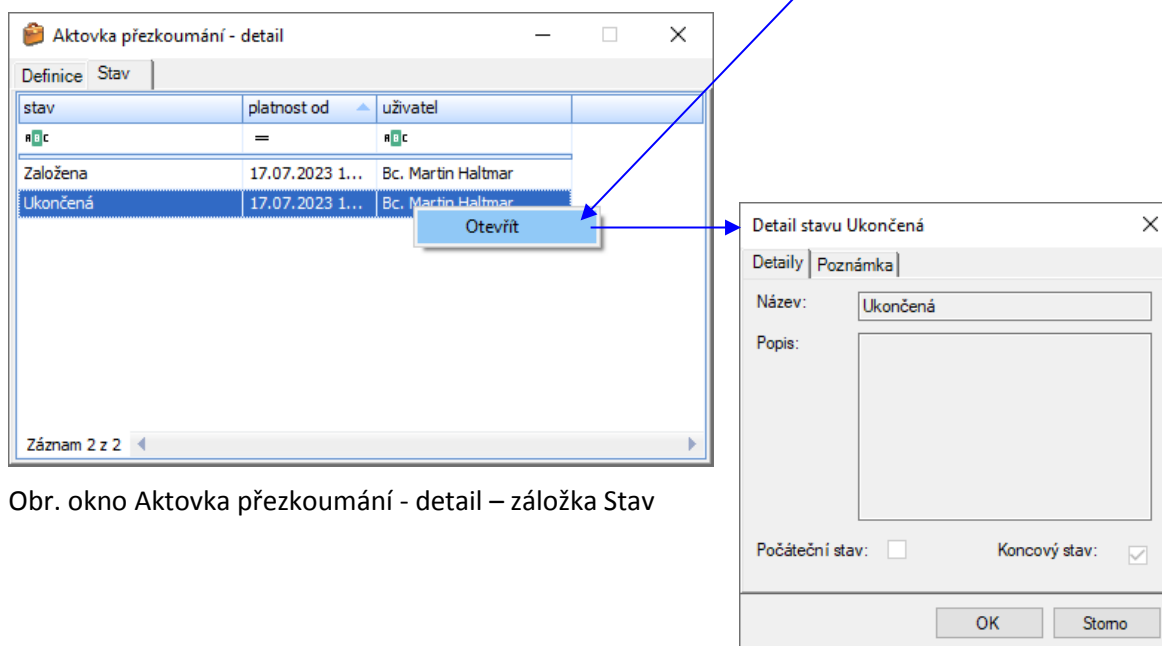 Aktovka přezkoumání - detail
Definice Stav
stav platnost od uživatel
ABC = ABC
Založena 17.07.2023 1... Bc. Martin Haltmar
Ukončená 17.07.2023 1... Bc. Martin Haltmar
Otevřít
Záznam 2 z 2
Obr. okno Aktovka přezkoumání - detail – záložka Stav
Detail stavu Ukončená
Detaily Poznámka
Název: Ukončená
Popis:
Počáteční stav: Koncový stav:
OK Storno